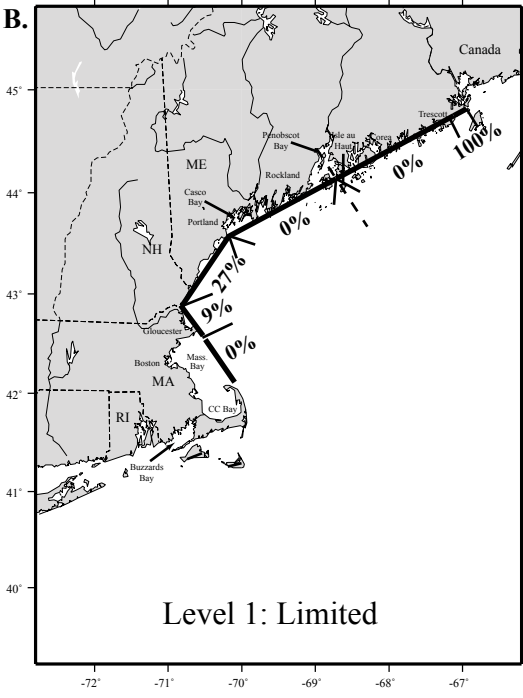 B.
Canada
45°
Trescott
Penobscot
Bay
Isle au
Haut
Corea
100%
ME
0%
Rockland
44°
Casco
Bay
Portland
0%
NH
27%
43°
9%
Gloucester
0%
Boston
Mass.
Bay
MA
42°
CC Bay
RI
Buzzards
Bay
41°
40°
Level 1: Limited
-72°
-71°
-70°
-69°
-68°
-67°